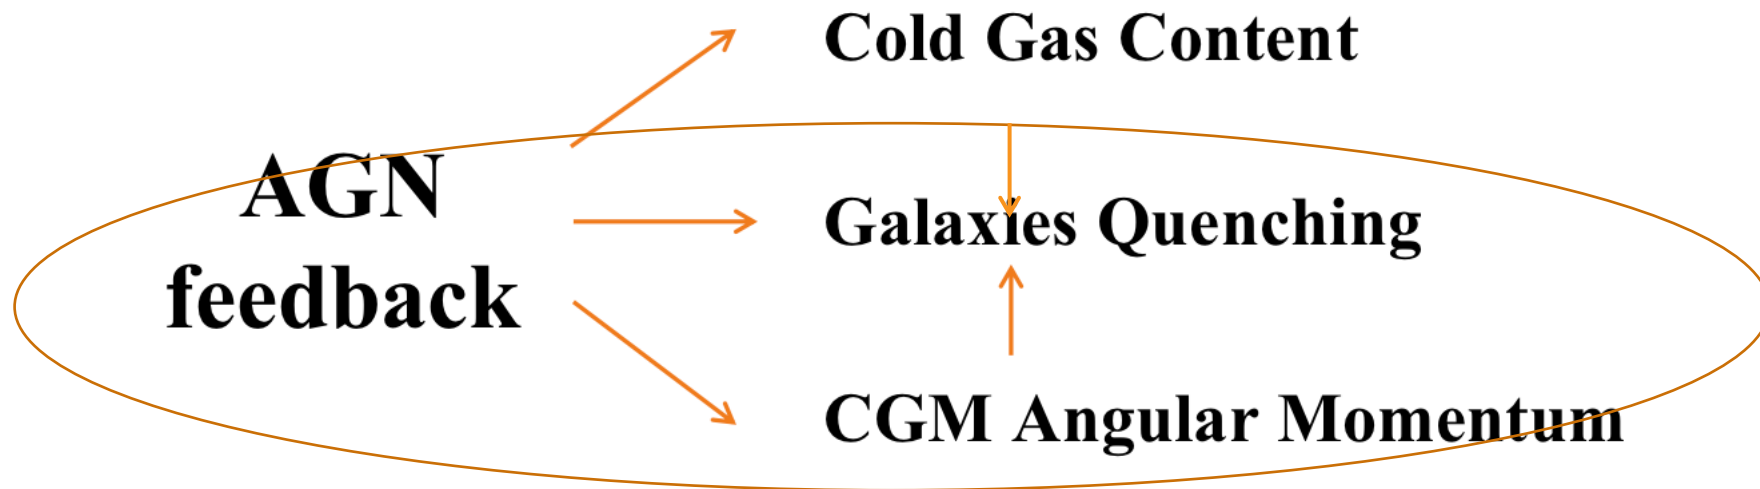 Cold Gas Content
AGN
feedback
Galaxies Quenching
CGM Angular Momentum